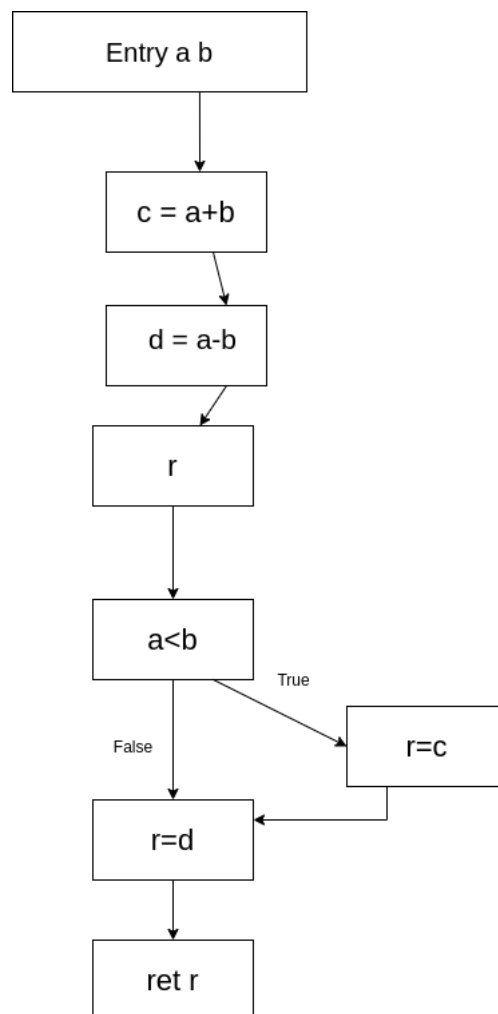 Entry a b
c = a+b
d = a-b
r
a<b
True
r=c
False
r=d
ret r